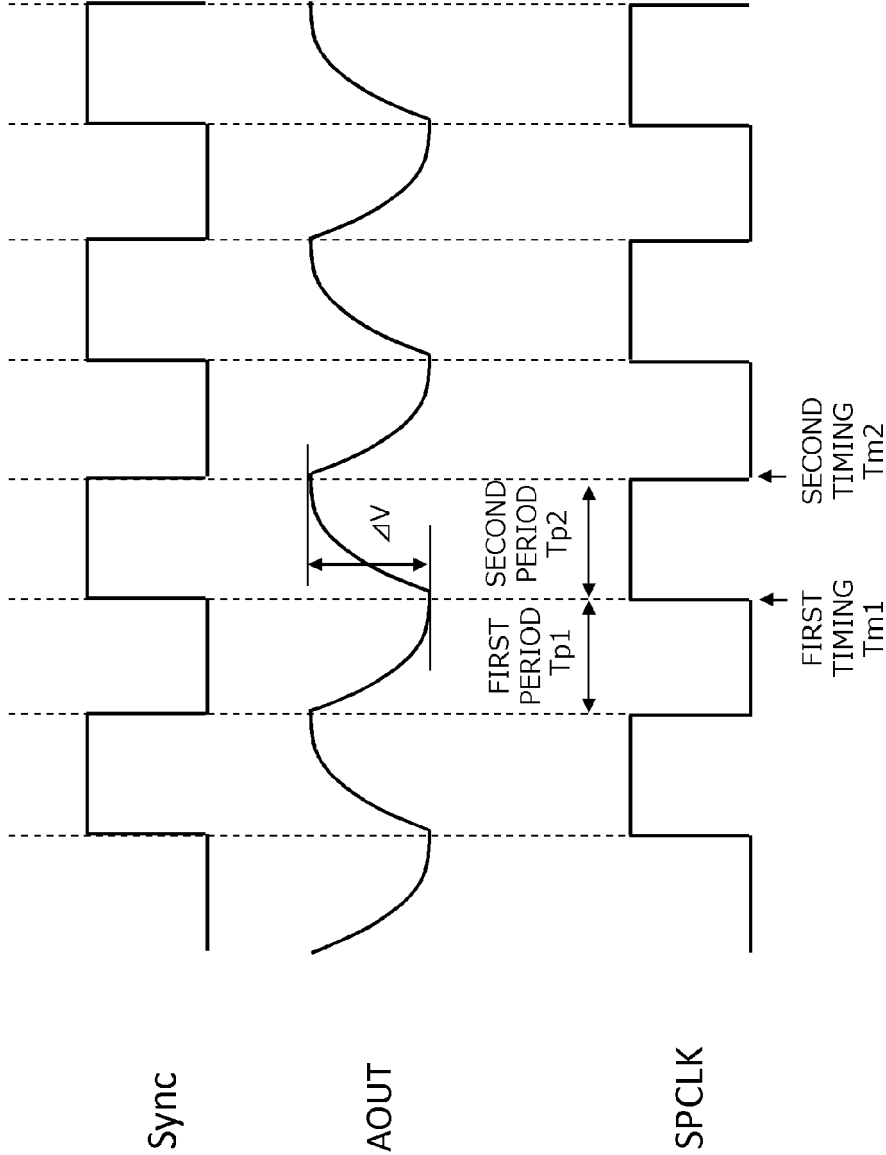 Sync
AOUT
ΔV
FIRST
PERIOD
Tp1
SECOND
PERIOD
Tp2
SPCLK
FIRST
TIMING
Tm1
SECOND
TIMING
Tm2